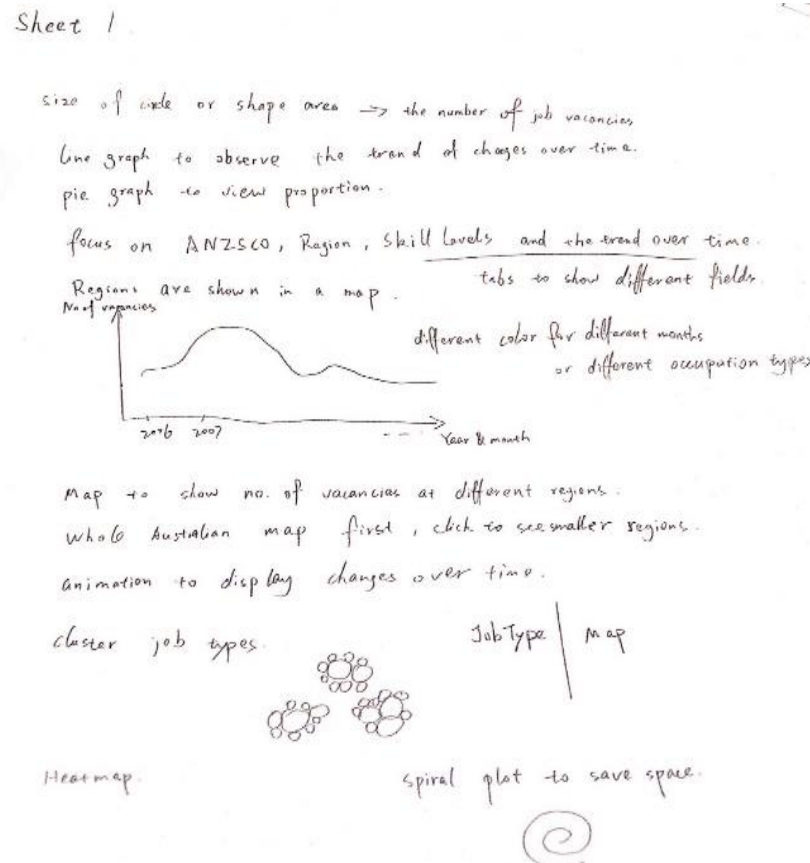 Sheet 1
size of circle or shape area → the number of job vacancies
line graph to observe the trend of changes over time.
pie graph to view proportion.
focus on ANZSCO, Region, Skill Levels and the trend over time.
tabs to show different fields
Regions are shown in a map.
No of vacancies
different color for different months
or different occupation types
2006 2007 - - - Year & month
Map to show no. of vacancies at different regions.
Whole Australian map first, click to see smaller regions.
animation to display changes over time.
cluster job types.
Job Type | Map
Heatmap.
spiral plot to save space.